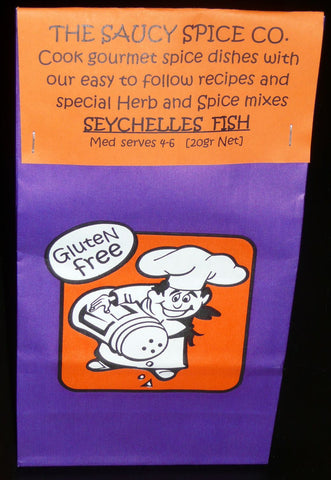 THE SAUCY SPICE CO.
Cook gourmet spice dishes with
our easy to follow recipes and
special Herb and Spice mixes
SEYCHELLES FISH
Med serves 4-6 [20gr Net]
Gluten
free